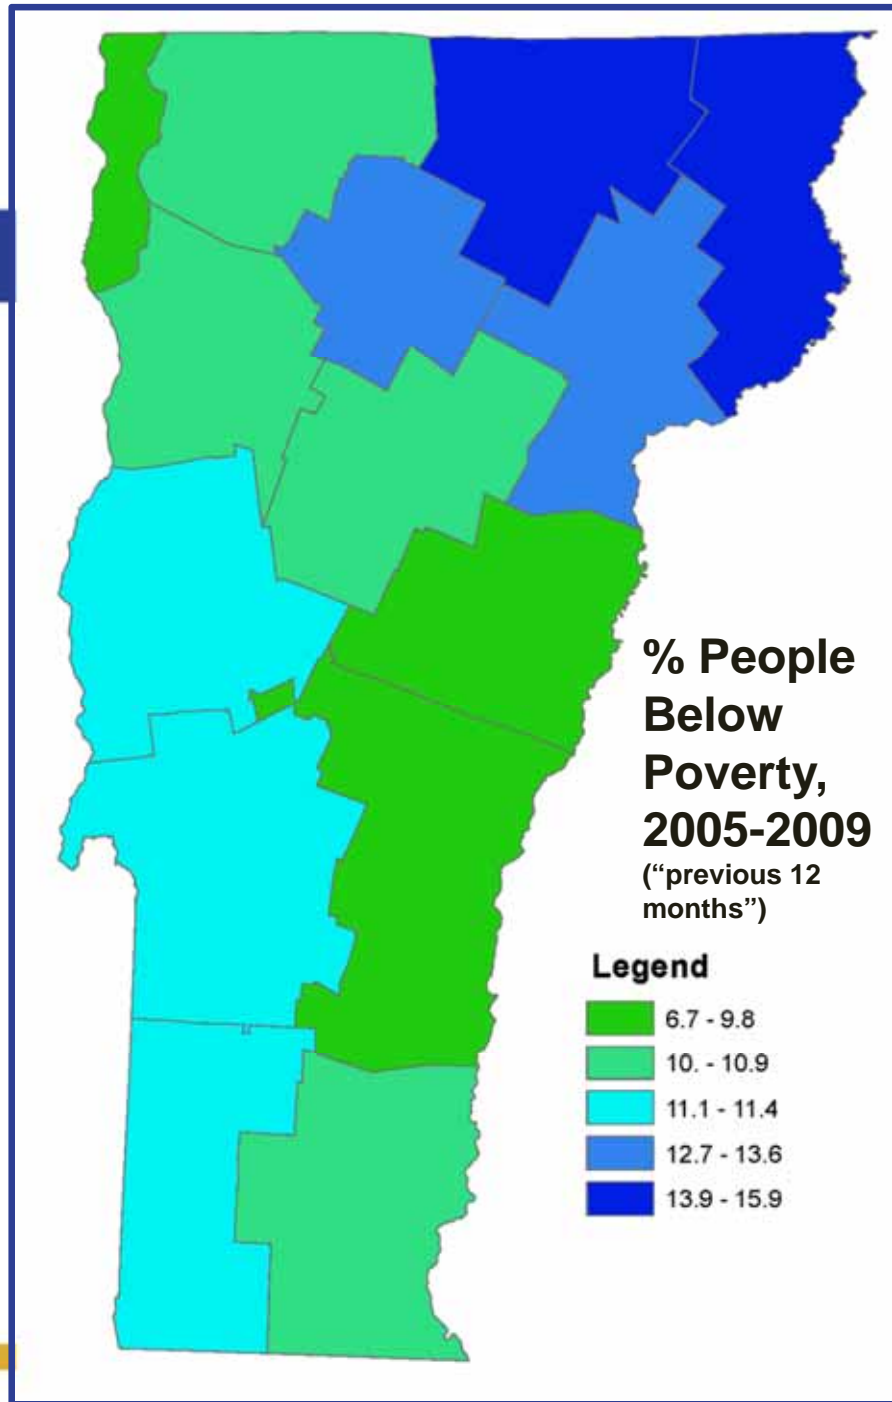 % People
Below
Poverty,
2005-2009
(“previous 12
months”)
Legend
6.7 - 9.8
10. - 10.9
11.1 - 11.4
12.7 - 13.6
13.9 - 15.9